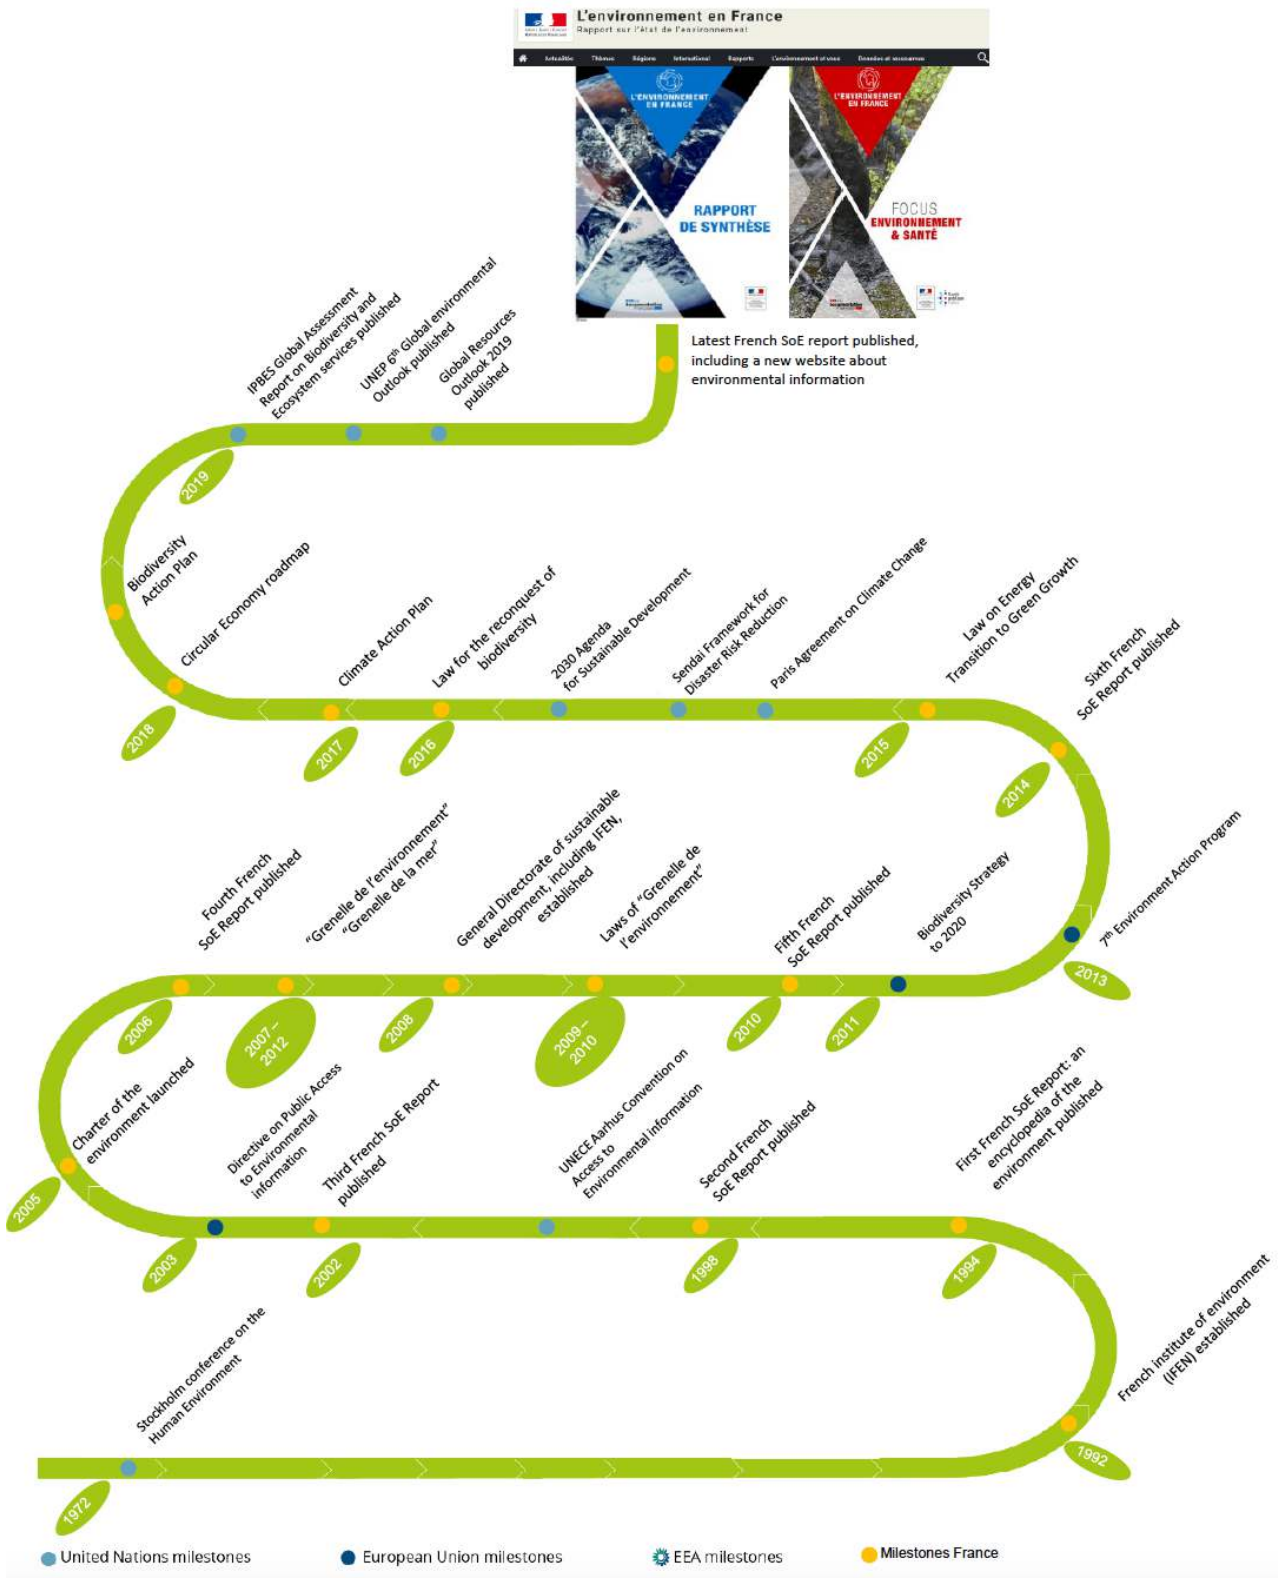 L'environnement en France
Rapport sur l'état de l'environnement
Actualités Thèmes Régions International Rapports L'environnement et vous Données et ressources
L'ENVIRONNEMENT
EN FRANCE
RAPPORT
DE SYNTHÈSE
L'ENVIRONNEMENT
EN FRANCE
FOCUS
ENVIRONNEMENT
& SANTÉ
Latest French SoE report published,
including a new website about
environmental information
IPBES Global Assessment
Report on Biodiversity and
Ecosystem services published
UNEP 6th Global environmental
Outlook published
Global Resources
Outlook 2019
published
2019
Biodiversity
Action Plan
Circular Economy roadmap
2018
Climate Action Plan
2017
Law for the reconquest of
biodiversity
2016
2030 Agenda
for Sustainable Development
Sendai Framework for
Disaster Risk Reduction
Paris Agreement on Climate Change
Law on Energy
Transition to Green Growth
2015
Sixth French
SoE Report published
2014
Fourth French
SoE Report published
2006
"Grenelle de l'environnement"
"Grenelle de la mer"
2007–
2012
General Directorate of sustainable
development, including IFEN,
established
2008
Laws of "Grenelle de
l'environnement"
2009–
2010
Fifth French
SoE Report published
2010
Biodiversity Strategy
to 2020
2011
7th Environment Action Program
2013
Charter of the
environment launched
2005
Directive on Public Access
to Environmental
information
2003
Third French SoE Report
published
2002
UNECE Aarhus Convention on
Access to
Environmental information
Second French
SoE Report published
1998
First French SoE Report: an
encyclopedia of the
environment published
1994
French institute of environment
(IFEN) established
1992
Stockholm conference on the
Human Environment
1972
United Nations milestones
European Union milestones
EEA milestones
Milestones France